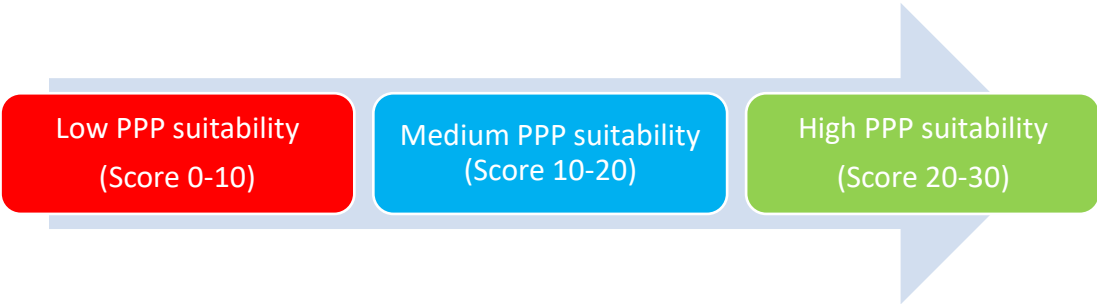 Low PPP suitability
(Score 0-10)
Medium PPP suitability
(Score 10-20)
High PPP suitability
(Score 20-30)